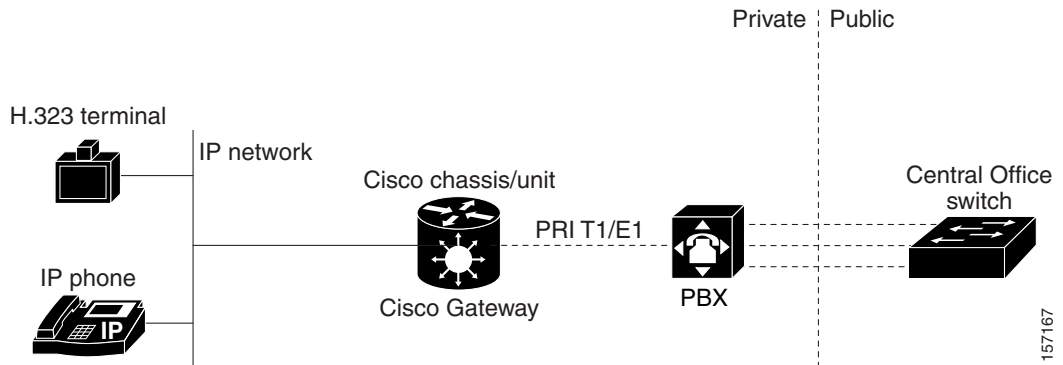 Private
Public
H.323 terminal
IP network
Cisco chassis/unit
Central Office
switch
PRI T1/E1
IP phone
IP
Cisco Gateway
PBX
157167